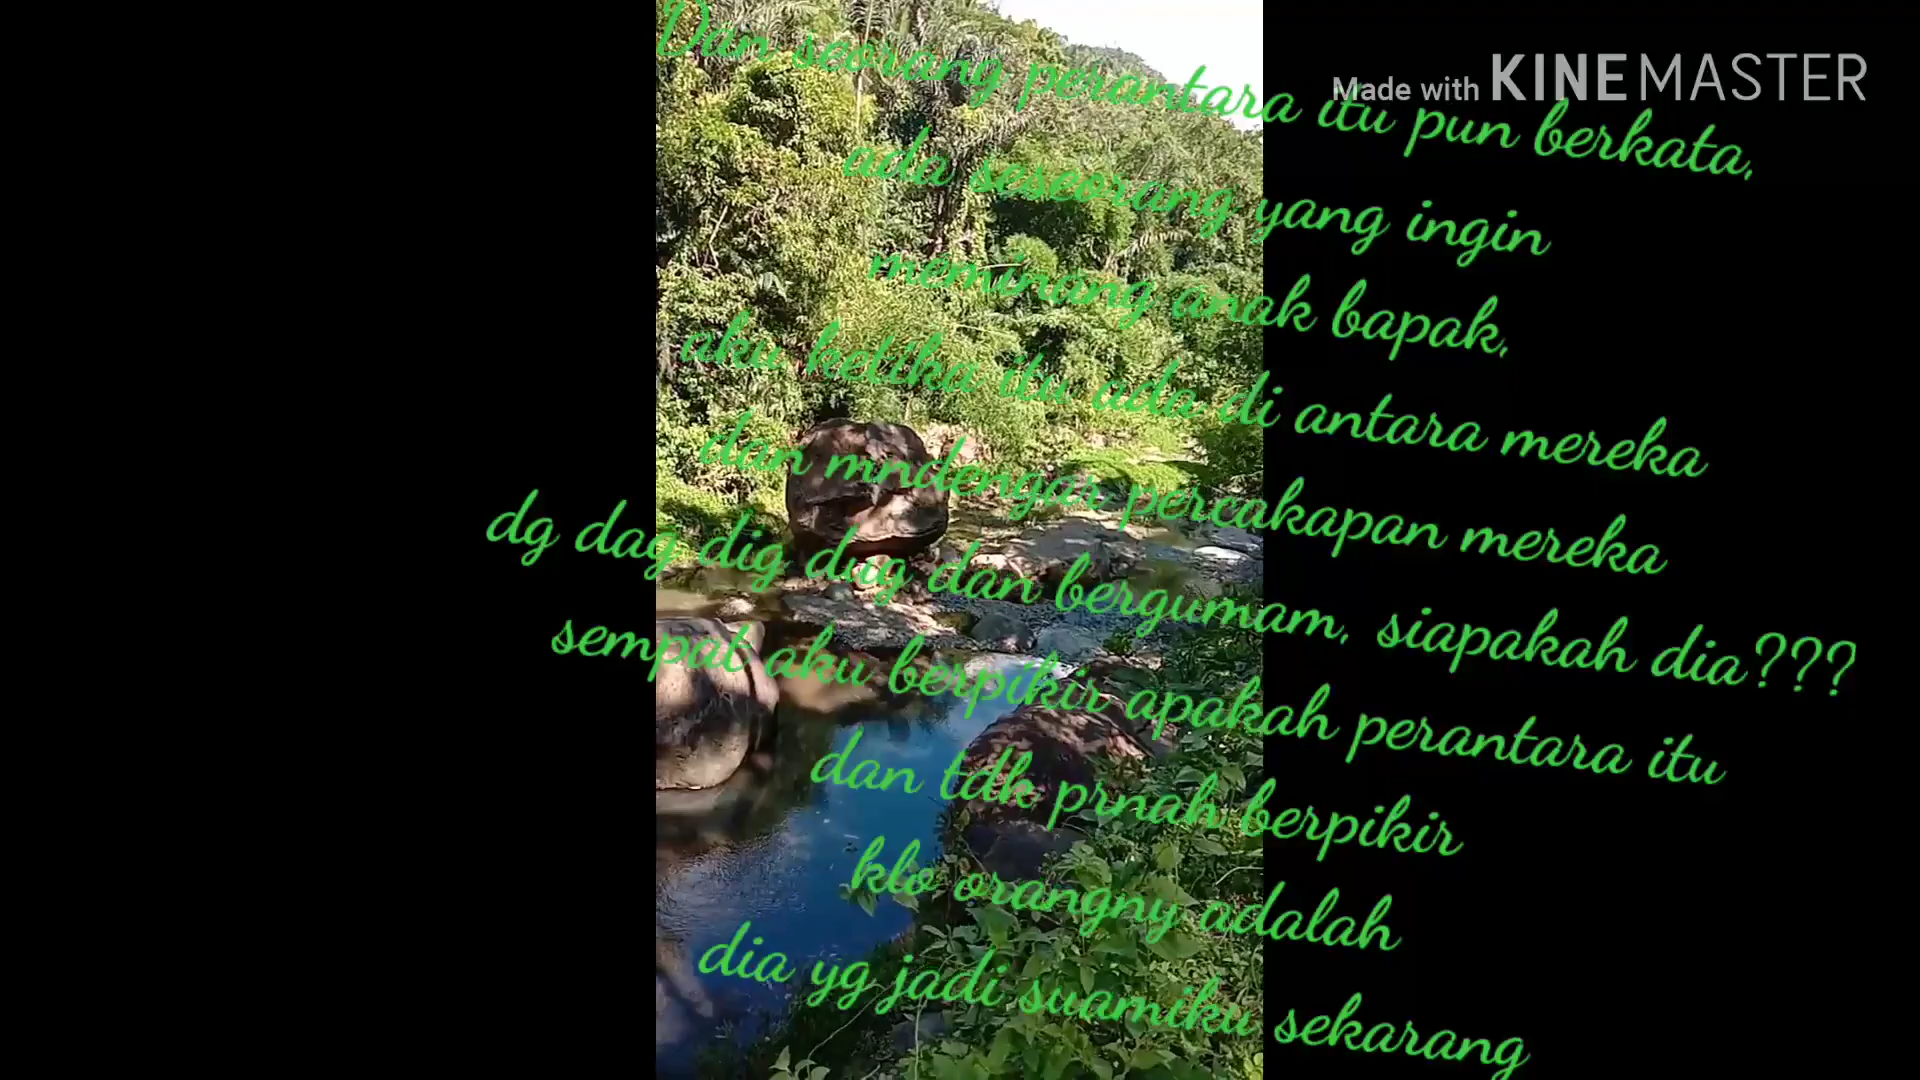 Made with KINEMASTER
Dan seorang perantara itu pun berkata,
ada seseorang yang ingin
meminang anak bapak,
aku ketika itu ada di antara mereka
dan mndengar percakapan mereka
dg dag dig dug dan bergumam, siapakah dia???
sempat aku berpikir apakah perantara itu
dan tdk prnah berpikir
klo orangny adalah
dia yg jadi suamiku sekarang